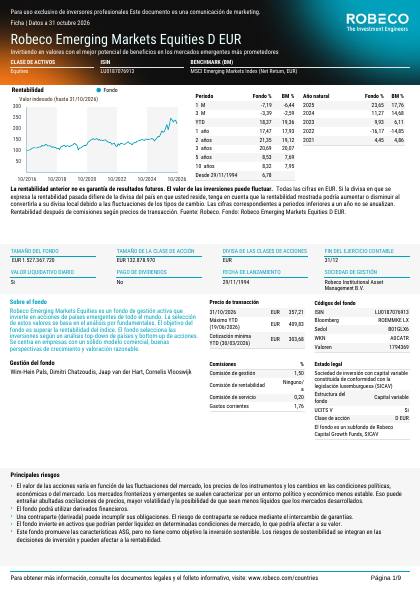 Para uso exclusivo de inversores profesionales Este documento es una comunicación de marketing.
Ficha | Datos a 31 octubre 2026
ROBECO
The Investment Engineers
Robeco Emerging Markets Equities D EUR
Invirtiendo en valores con el mejor potencial de beneficios en los mercados emergentes más prometedores
CLASE DE ACTIVOS ISIN BENCHMARK (BM)
Equities LU0187076913 MSCI Emerging Markets Index (Net Return, EUR)
Rentabilidad Fondo
Valor indexado (hasta 31/10/2026)
300
250
200
150
100
50
0
10/2016 10/2018 10/2020 10/2022 10/2024 10/2026
Periodo Fondo % BM %
1 M -7,19 -6,44
3 M -3,39 -2,59
YTD 18,37 19,36
1 año 17,47 17,93
2 años 21,35 19,12
3 años 20,69 20,07
5 años 8,53 7,69
10 años 8,32 7,95
Desde 29/11/1994 6,78
Año natural Fondo % BM %
2025 23,65 17,76
2024 11,27 14,68
2023 9,93 6,11
2022 -16,17 -14,85
2021 4,45 4,86
La rentabilidad anterior no es garantía de resultados futuros. El valor de las inversiones puede fluctuar. Todas las cifras en EUR. Si la divisa en que se
expresa la rentabilidad pasada difiere de la divisa del país en que usted reside, tenga en cuenta que la rentabilidad mostrada podría aumentar o disminuir al
convertirla a su divisa local debido a las fluctuaciones de los tipos de cambio. Las cifras correspondientes a periodos inferiores a un año no se anualizan.
Rentabilidad después de comisiones según precios de transacción. Fuente: Robeco. Fondo: Robeco Emerging Markets Equities D EUR.
TAMAÑO DEL FONDO TAMAÑO DE LA CLASE DE ACCIÓN DIVISA DE LAS CLASES DE ACCIONES FIN DEL EJERCICIO CONTABLE
EUR 1.527.367.720 EUR 132.878.970 EUR 31/12
VALOR LIQUIDATIVO DIARIO PAGO DE DIVIDENDOS FECHA DE LANZAMIENTO SOCIEDAD DE GESTIÓN
Sí No 29/11/1994 Robeco Institutional Asset
Management B.V.
Sobre el fondo
Robeco Emerging Markets Equities es un fondo de gestión activa que
invierte en acciones de países emergentes de todo el mundo. La selección
de estos valores se basa en el análisis por fundamentales. El objetivo del
fondo es superar la rentabilidad del índice. El fondo selecciona las
inversiones según un análisis top-down de países y bottom-up de acciones.
Se centra en empresas con un sólido modelo comercial, buenas
perspectivas de crecimiento y valoración razonable.
Gestión del fondo
Wim-Hein Pals, Dimitri Chatzoudis, Jaap van der Hart, Cornelis Vlooswijk
Precio de transacción
31/10/2026 EUR 357,21
Máximo
YTD EUR 409,83
(19/06/2026)
Cotización
mínima EUR 303,68
YTD (30/03/2026)
Comisiones %
Comisión de gestión 1,50
Comisión de rentabilidad Ninguno/
a
Comisión de servicio 0,20
Gastos corrientes 1,76
Códigos del fondo
ISIN LU0187076913
Bloomberg ROEMMKE LX
Sedol B01GLX6
WKN A0CATR
Valoren 1794369
Estado legal
Sociedad de inversión con capital variable
constituida de conformidad con la
legislación luxemburguesa (SICAV)
Estructura del Capital variable
fondo
UCITS V Sí
Clase de acción D EUR
El fondo es un subfondo de Robeco
Capital Growth Funds, SICAV
Principales riesgos
El valor de las acciones varía en función de las fluctuaciones del mercado, los precios de los instrumentos y los cambios en las condiciones políticas,
económicas o del mercado. Los mercados fronterizos y emergentes se suelen caracterizar por un entorno político y económico menos estable. Eso puede
entrañar abultadas oscilaciones de precios, mayor volatilidad y la posibilidad de que sean menos líquidos que los mercados desarrollados.
El fondo podrá utilizar derivados financieros.
Una contraparte (derivada) puede incumplir sus obligaciones. El riesgo de contraparte se reduce mediante el intercambio de garantías.
El fondo invierte en activos que podrían perder liquidez en determinadas condiciones de mercado, lo que podría afectar a su valor.
Este fondo promueve las características ASG, pero no tiene como objetivo la inversión sostenible. Los riesgos de sostenibilidad se integran en las
decisiones de inversión y pueden afectar a la rentabilidad.
Para obtener más información, consulte los documentos legales y el folleto informativo, visite: www.robeco.com/countries Página 1/9